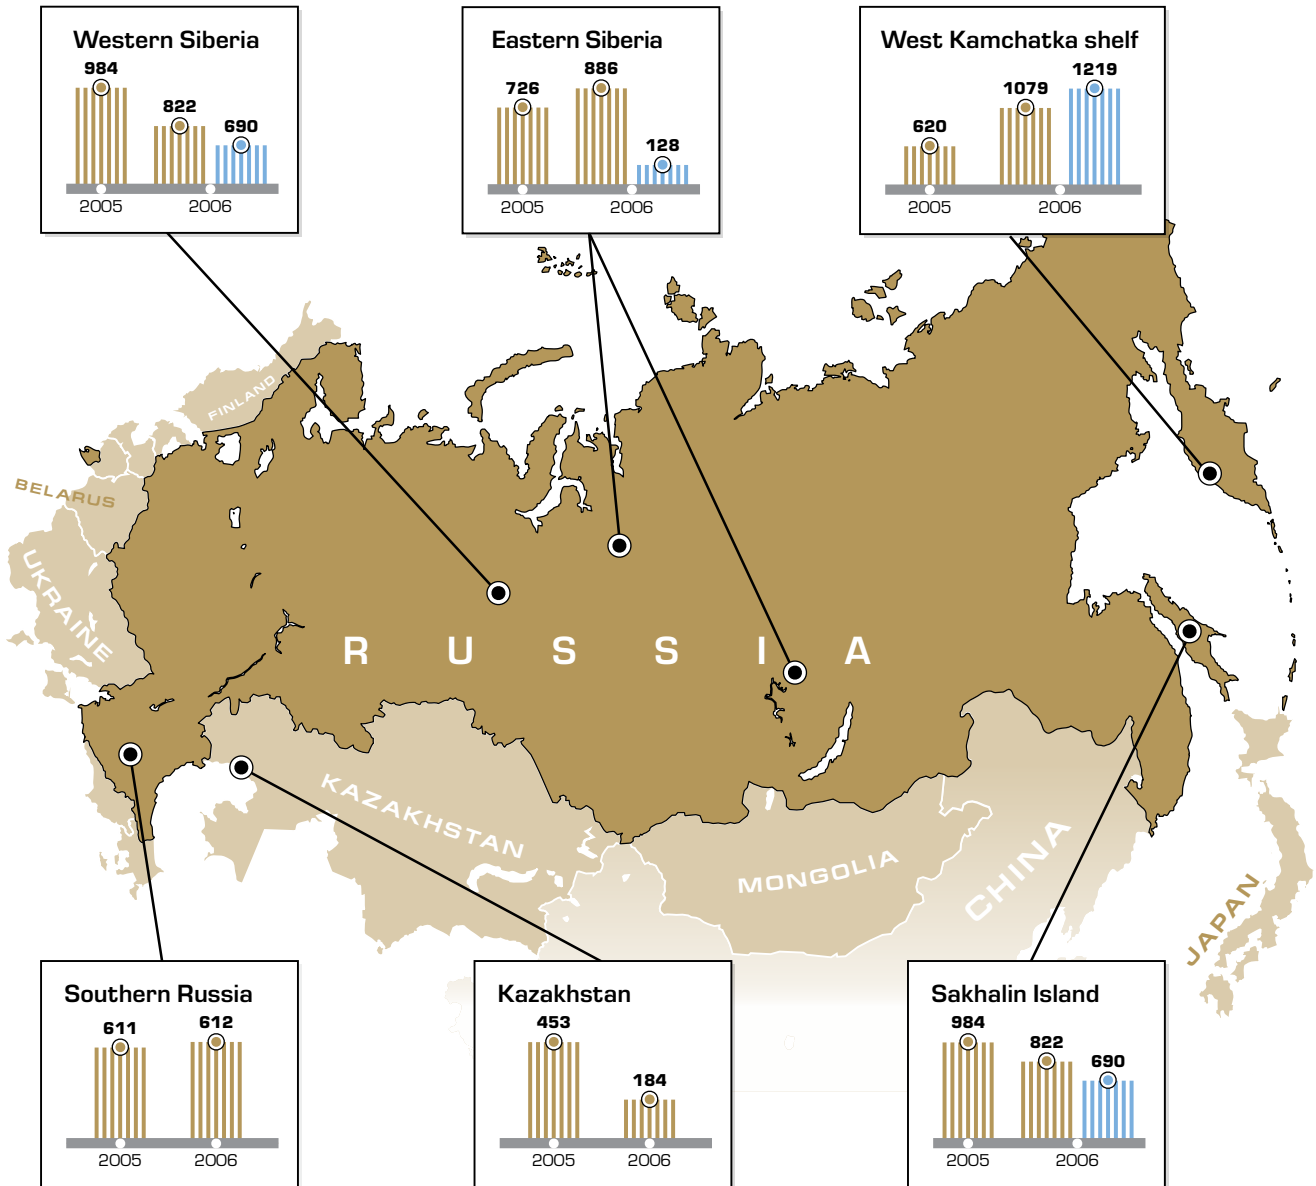 Western Siberia
984
822
690
2005
2006
Eastern Siberia
726
886
128
2005
2006
West Kamchatka shelf
620
1079
1219
2005
2006
FINLAND
BELARUS
UKRAINE
RUSSIA
KAZAKHSTAN
MONGOLIA
CHINA
JAPAN
Southern Russia
611
612
2005
2006
Kazakhstan
453
184
2005
2006
Sakhalin Island
984
822
690
2005
2006